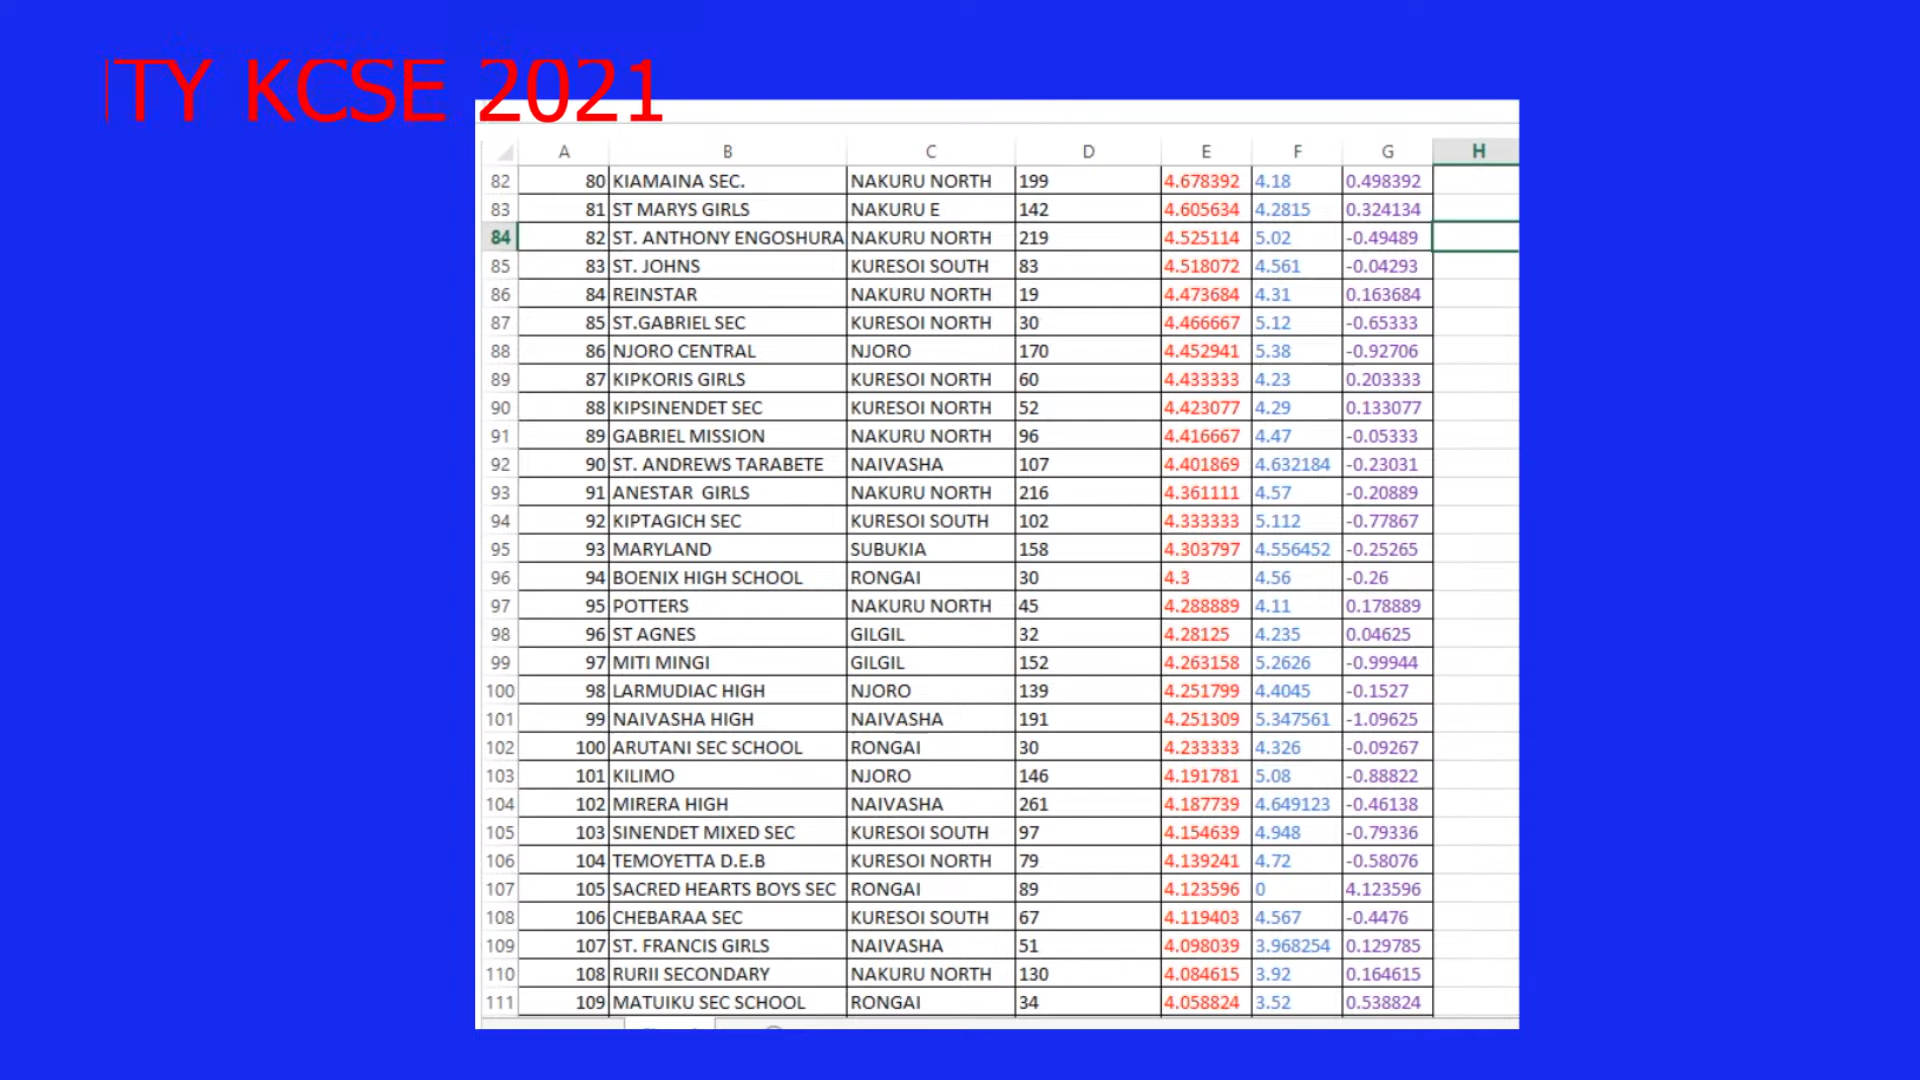 TY KCSE 2021
A B C D E F G H
82 80 KIAMAINA SEC. NAKURU NORTH 199 4.678392 4.18 0.498392
83 81 ST MARYS GIRLS NAKURU E 142 4.605634 4.2815 0.324134
84 82 ST. ANTHONY ENGOSHURA NAKURU NORTH 219 4.525114 5.02 -0.49489
85 83 ST. JOHNS KURESOI SOUTH 83 4.518072 4.561 -0.04293
86 84 REINSTAR NAKURU NORTH 19 4.473684 4.31 0.163684
87 85 ST.GABRIEL SEC KURESOI NORTH 30 4.466667 5.12 -0.65333
88 86 NJORO CENTRAL NJORO 170 4.452941 5.38 -0.92706
89 87 KIPKORIS GIRLS KURESOI NORTH 60 4.433333 4.23 0.203333
90 88 KIPSINENDET SEC KURESOI NORTH 52 4.423077 4.29 0.133077
91 89 GABRIEL MISSION NAKURU NORTH 96 4.416667 4.47 -0.05333
92 90 ST. ANDREWS TARABETE NAIVASHA 107 4.401869 4.632184 -0.23031
93 91 ANESTAR GIRLS NAKURU NORTH 216 4.361111 4.57 -0.20889
94 92 KIPTAGICH SEC KURESOI SOUTH 102 4.333333 5.112 -0.77867
95 93 MARYLAND SUBUKIA 158 4.303797 4.556452 -0.25265
96 94 BOENIX HIGH SCHOOL RONGAI 30 4.3 4.56 -0.26
97 95 POTTERS NAKURU NORTH 45 4.288889 4.11 0.178889
98 96 ST AGNES GILGIL 32 4.28125 4.235 0.04625
99 97 MITI MINGI GILGIL 152 4.263158 5.2626 -0.99944
100 98 LARMUDIAC HIGH NJORO 139 4.251799 4.4045 -0.1527
101 99 NAIVASHA HIGH NAIVASHA 191 4.251309 5.347561 -1.09625
102 100 ARUTANI SEC SCHOOL RONGAI 30 4.233333 4.326 -0.09267
103 101 KILIMO NJORO 146 4.191781 5.08 -0.88822
104 102 MIRERA HIGH NAIVASHA 261 4.187739 4.649123 -0.46138
105 103 SINENDET MIXED SEC KURESOI SOUTH 97 4.154639 4.948 -0.79336
106 104 TEMOYETTA D.E.B KURESOI NORTH 79 4.139241 4.72 -0.58076
107 105 SACRED HEARTS BOYS SEC RONGAI 89 4.123596 0 4.123596
108 106 CHEBARAA SEC KURESOI SOUTH 67 4.119403 4.567 -0.4476
109 107 ST. FRANCIS GIRLS NAIVASHA 51 4.098039 3.968254 0.129785
110 108 RURII SECONDARY NAKURU NORTH 130 4.084615 3.92 0.164615
111 109 MATUIKU SEC SCHOOL RONGAI 34 4.058824 3.52 0.538824